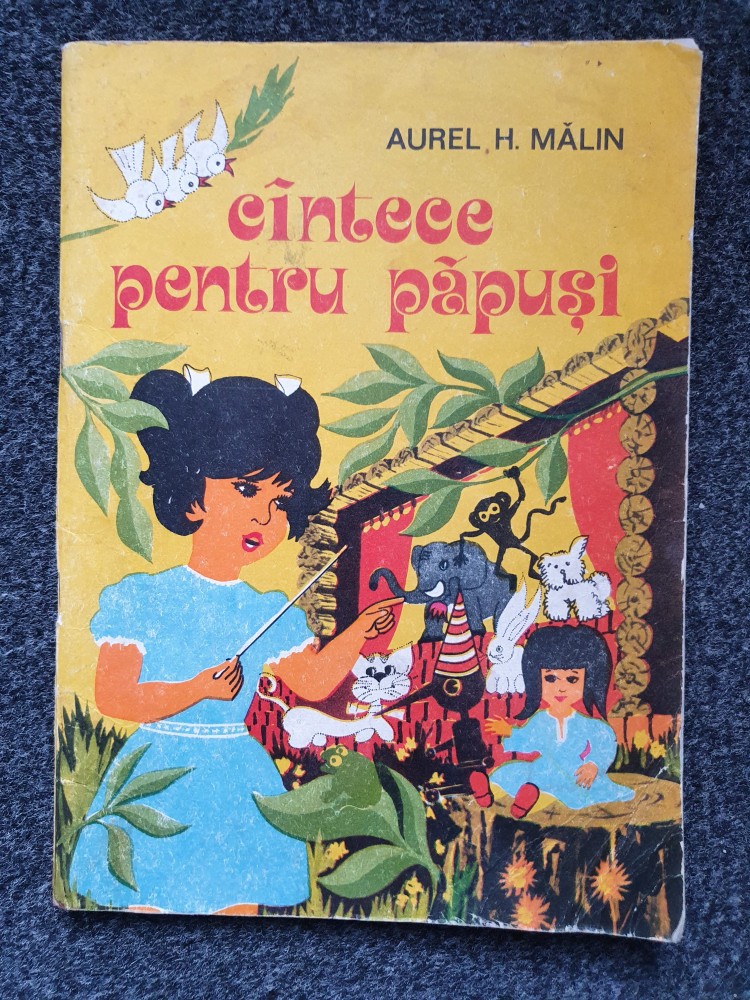 AUREL H. MĂLIN
cîntece
pentru păpuși